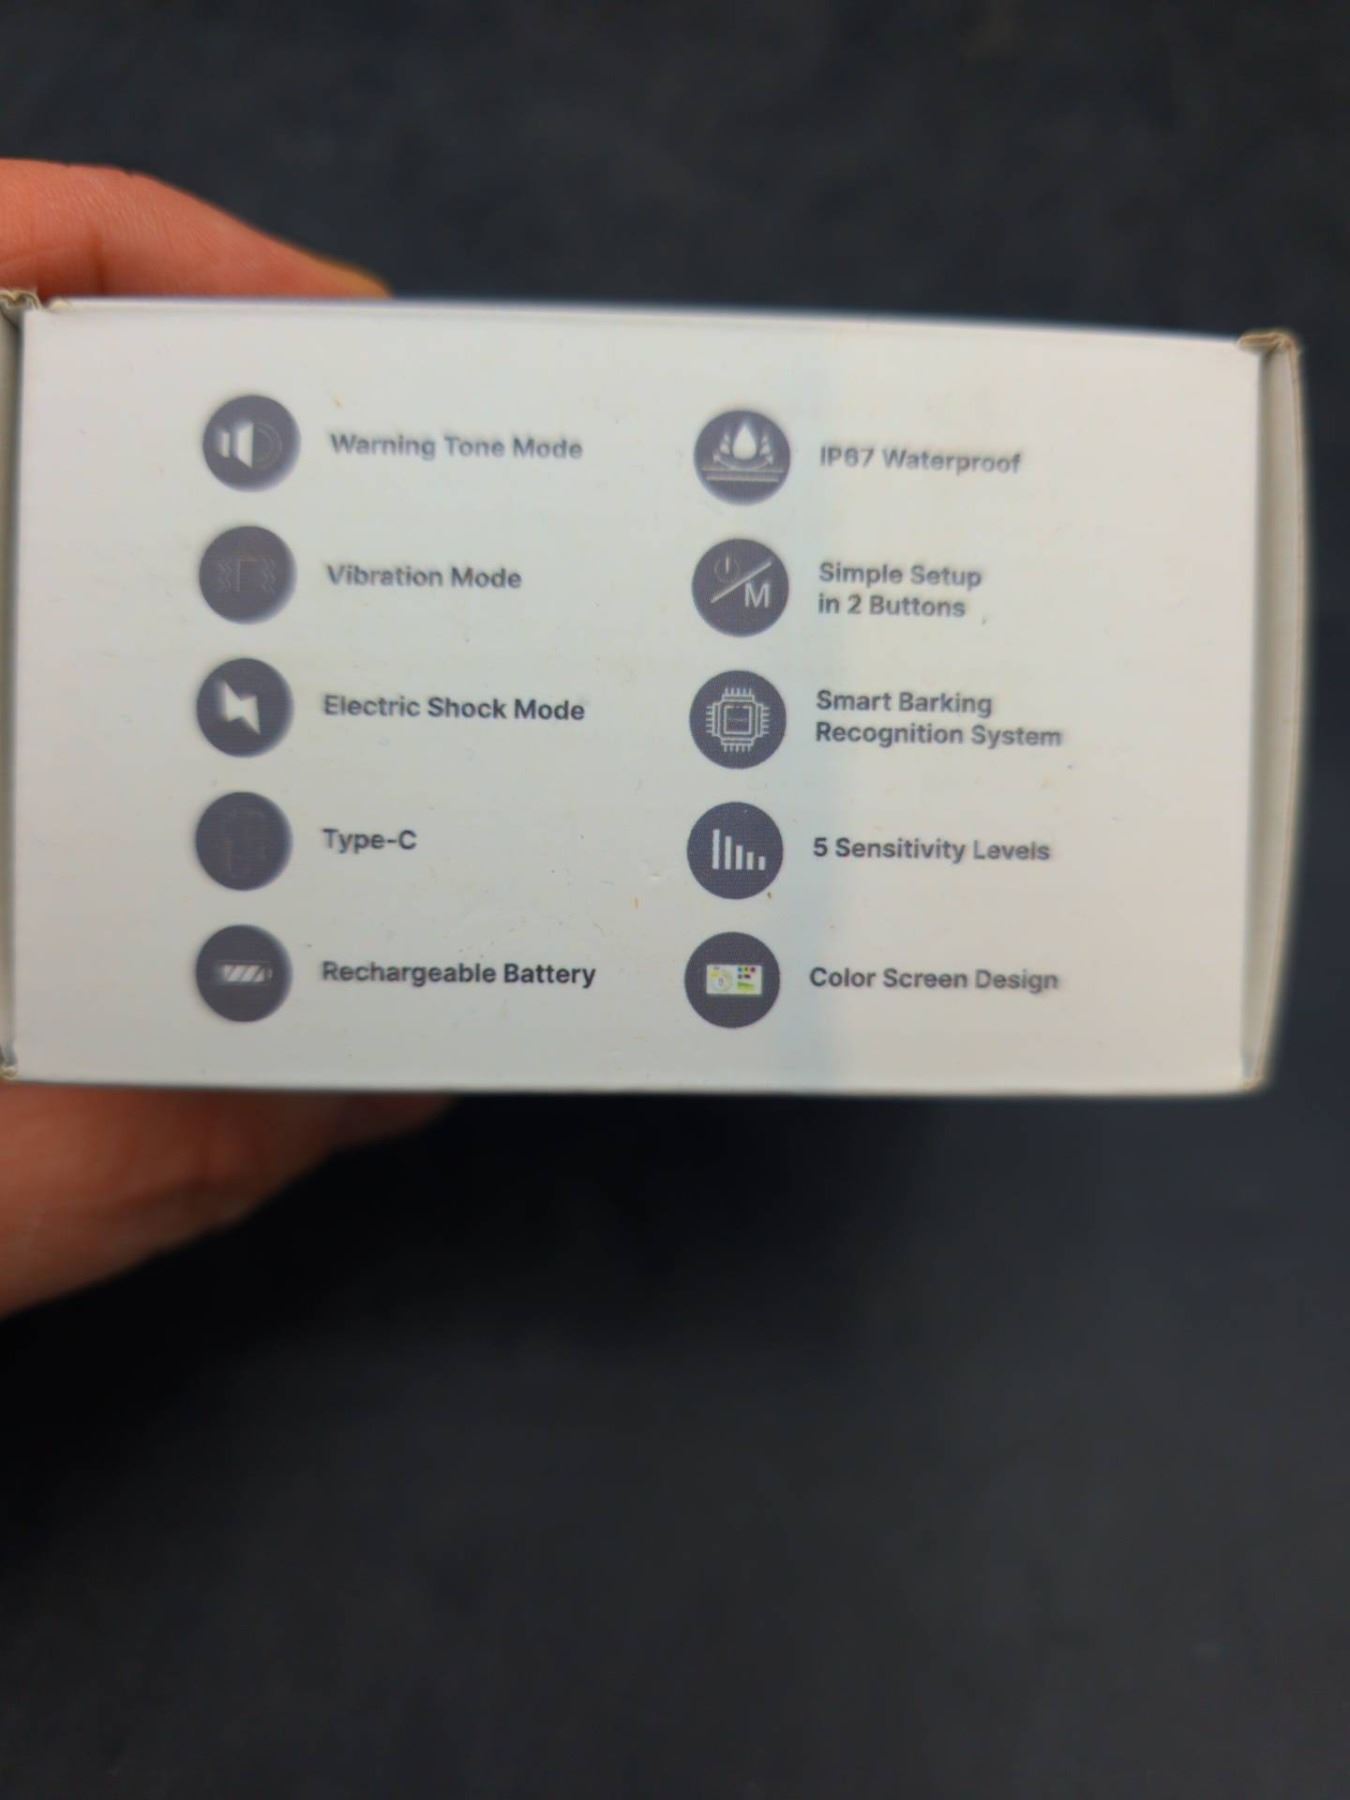 Warning Tone Mode
Vibration Mode
Electric Shock Mode
Type-C
Rechargeable Battery
IP67 Waterproof
M
Simple Setup
in 2 Buttons
Smart Barking
Recognition System
5 Sensitivity Levels
Color Screen Design